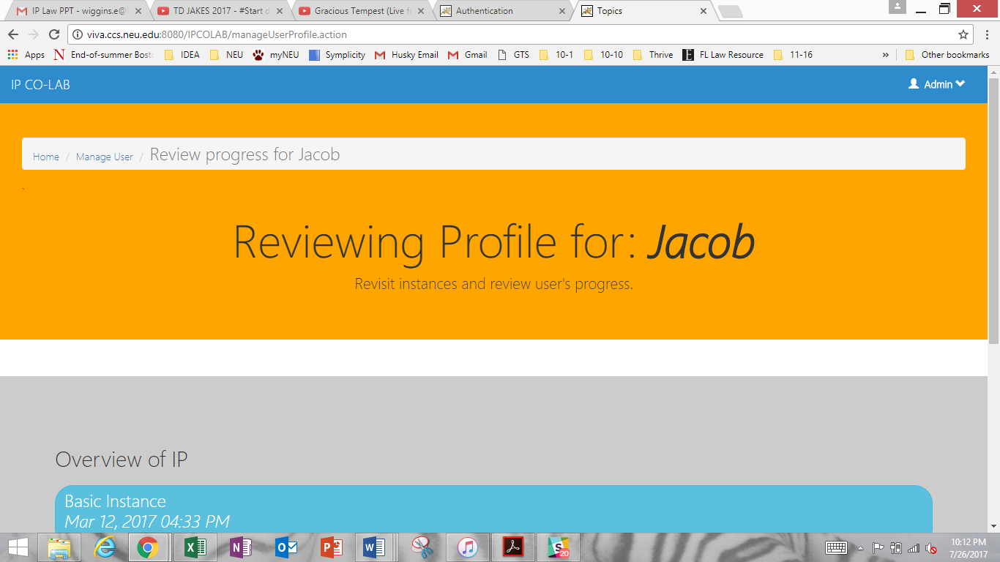 IP Law PPT - wiggins.e@
TD JAKES 2017 - #Start d
Gracious Tempest (Live f
Authentication
Topics
viva.ccs.neu.edu:8080/IPCOLAB/manageUserProfile.action
Apps
End-of-summer Bost
IDEA
NEU
myNEU
Symplicity
Husky Email
Gmail
GTS
10-1
10-10
Thrive
FL Law Resource
11-16
»
Other bookmarks
IP CO-LAB
Admin
Home / Manage User / Review progress for Jacob
`
Reviewing Profile for: Jacob
Revisit instances and review user's progress.
Overview of IP
Basic Instance
Mar 12, 2017 04:33 PM
20
10:12 PM
7/26/2017